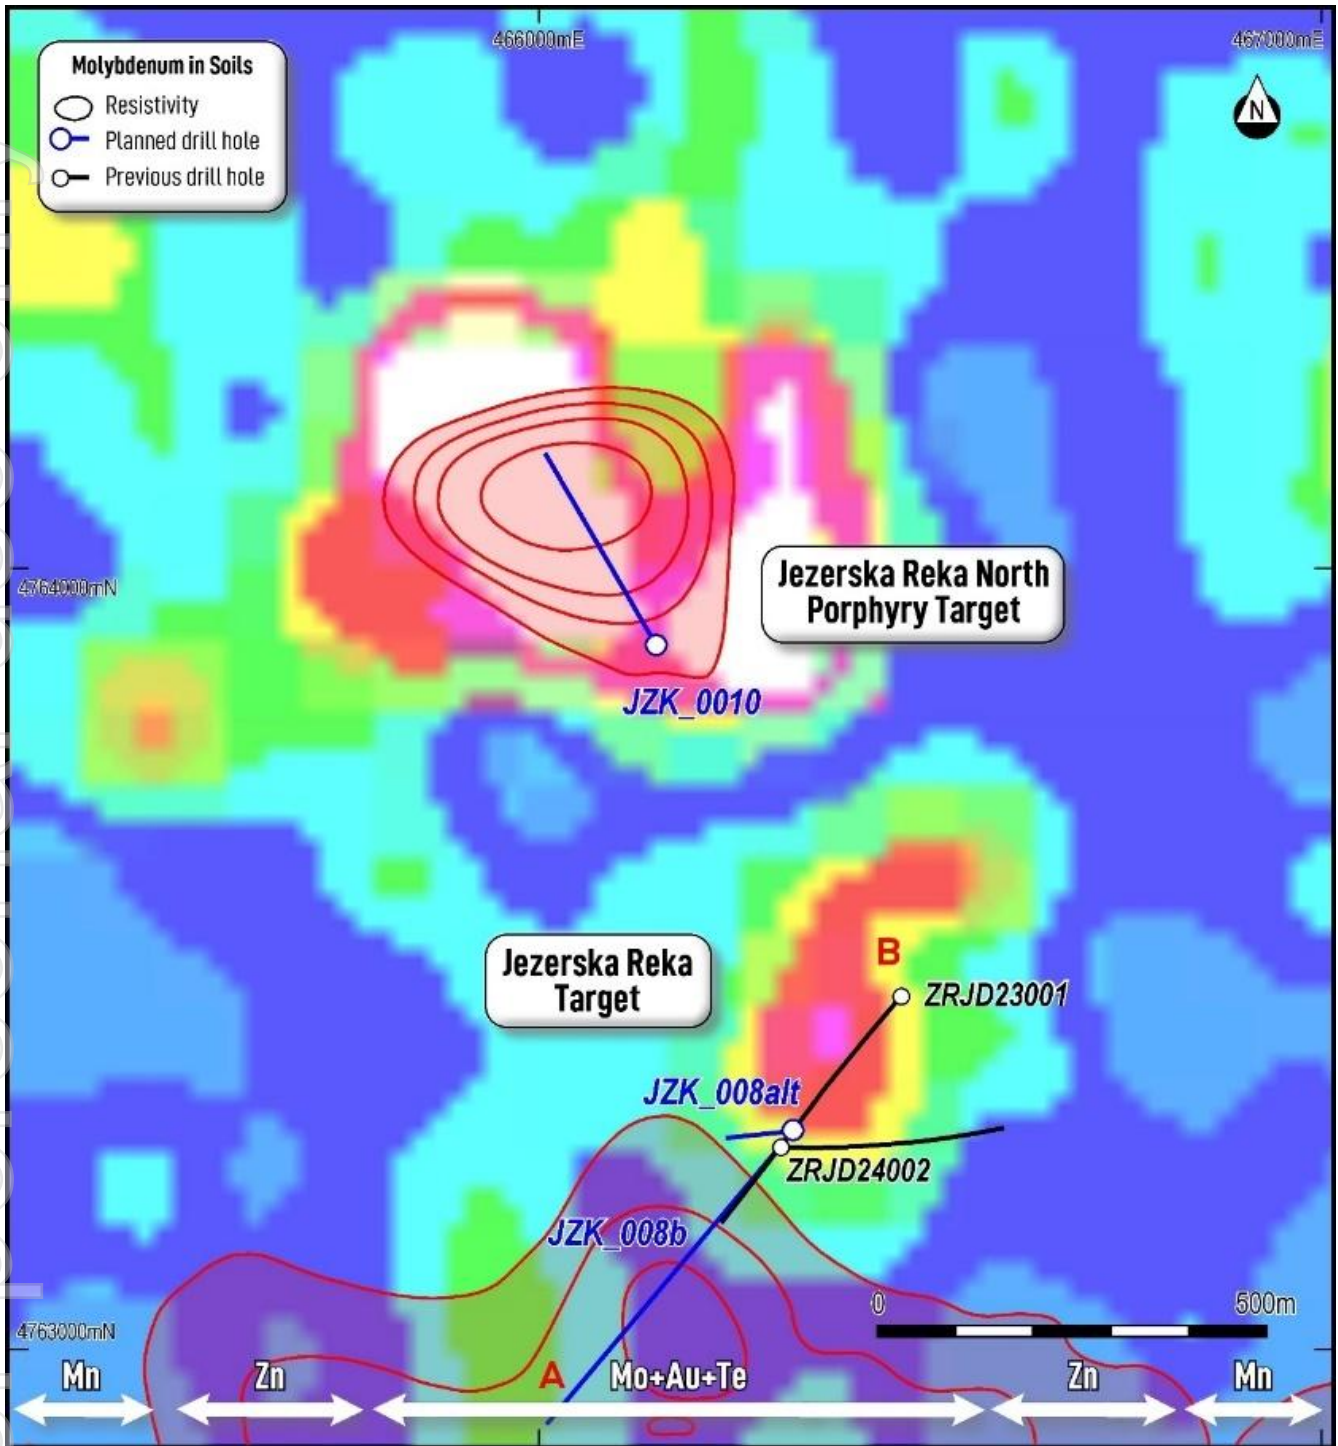 466000mE
467000mE
Molybdenum in Soils
Resistivity
Planned drill hole
Previous drill hole
N
4764000mN
Jezerska Reka North
Porphyry Target
JZK_0010
Jezerska Reka
Target
B
ZRJD23001
JZK_008alt
ZRJD24002
JZK_008b
0
500m
4763000mN
Mn
Zn
A
Mo+Au+Te
Zn
Mn